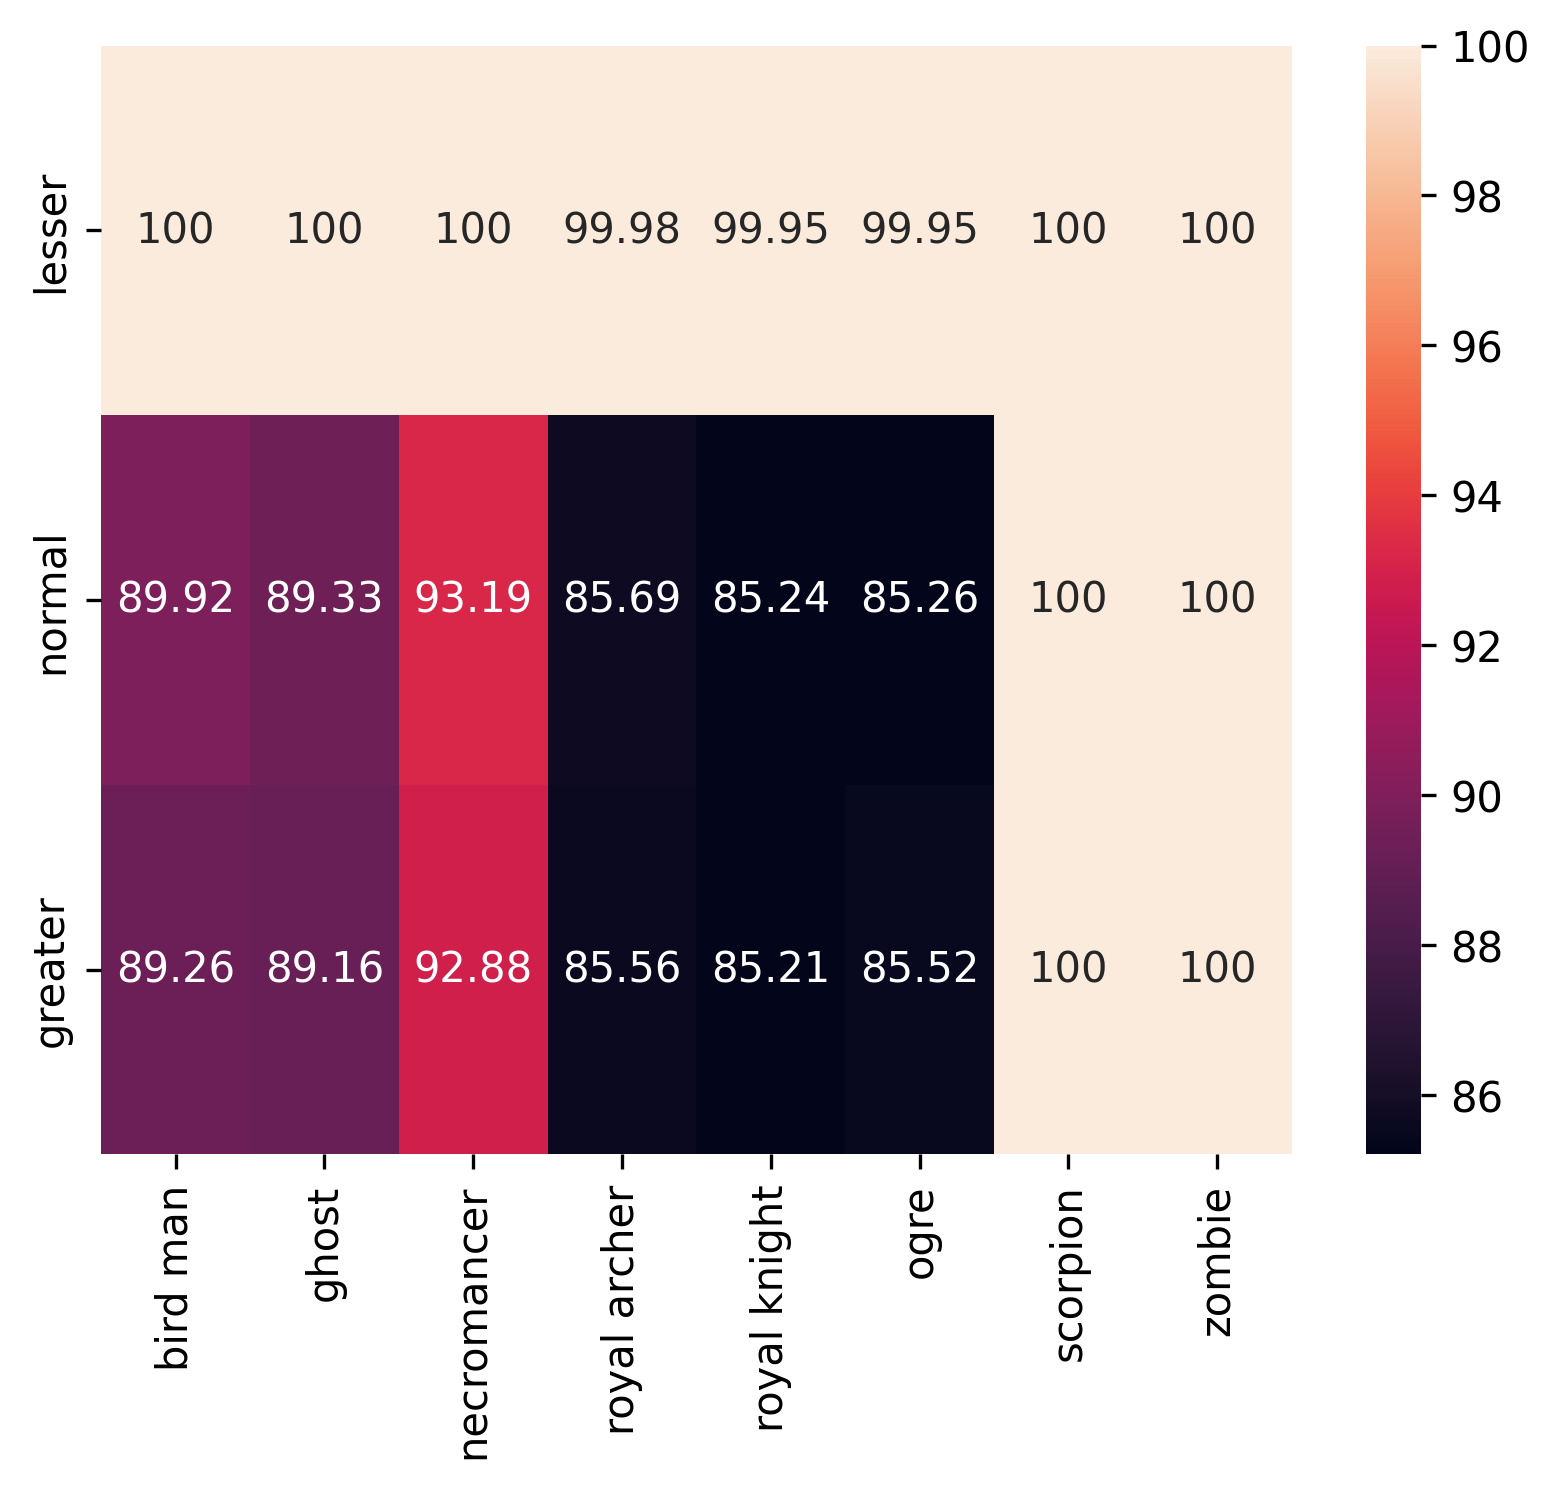 lesser 100 100 100 99.98 99.95 99.95 100 100
normal 89.92 89.33 93.19 85.69 85.24 85.26 100 100
greater 89.26 89.16 92.88 85.56 85.21 85.52 100 100
bird man ghost necromancer royal archer royal knight ogre scorpion zombie
100
98
96
94
92
90
88
86